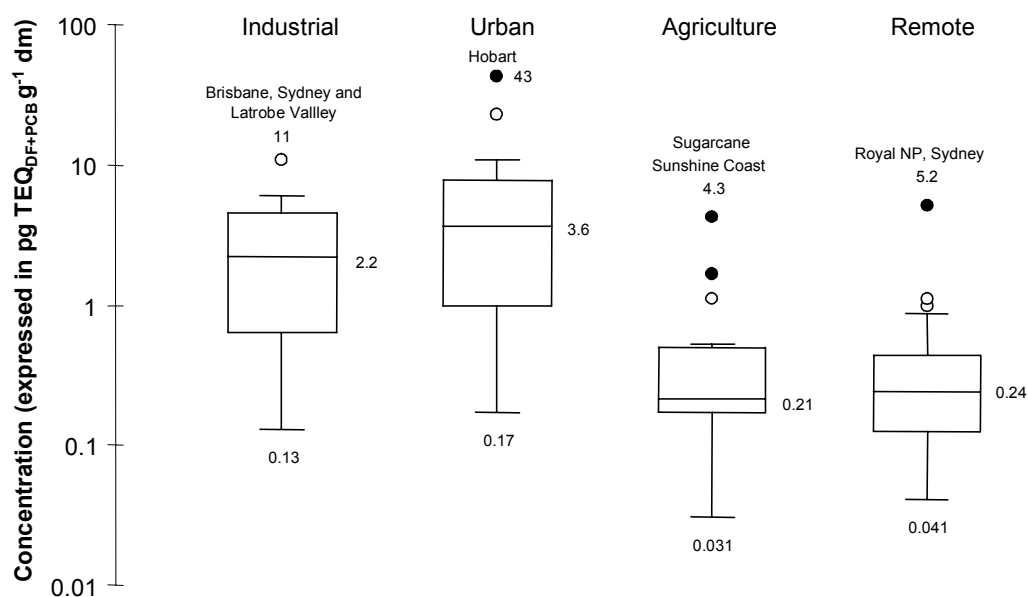 Concentration (expressed in pg TEQDF+PCB g-1 dm)
100
10
1
0.1
0.01
Industrial
Brisbane, Sydney and
Latrobe Vallley
11
2.2
0.13
Urban
Hobart
43
3.6
0.17
Agriculture
Sugarcane
Sunshine Coast
4.3
0.21
0.031
Remote
Royal NP, Sydney
5.2
0.24
0.041